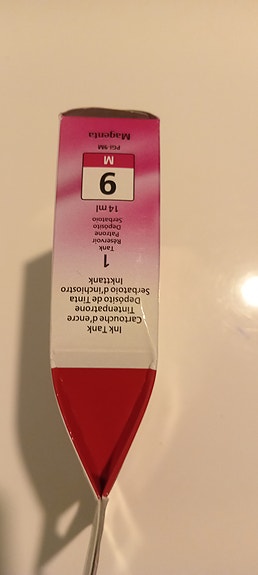 Ink Tank
Cartouche d'encre
Tintenpatrone
Depósito de Tinta
Serbatoio d'inchiostro
Inkttank
1
Tank
Réservoir
Patrone
Depósito
Serbatoio
14 ml
9
M
PGI-9M
Magenta